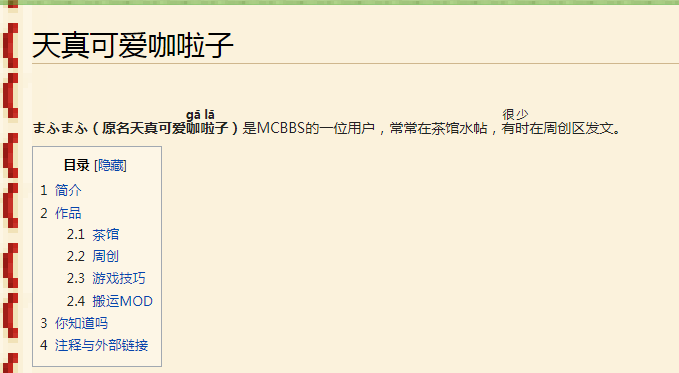 天真可爱咖啦子
gā lā 很少
まふまふ（原名天真可爱咖啦子）是MCBBS的一位用户，常常在茶馆水帖，有时在周创区发文。
目录 [隐藏]
1 简介
2 作品
2.1 茶馆
2.2 周创
2.3 游戏技巧
2.4 搬运MOD
3 你知道吗
4 注释与外部链接